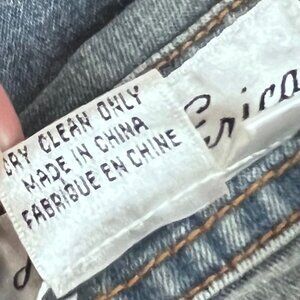 DRY CLEAN ONLY
MADE IN CHINA
FABRIQUE EN CHINE
Erica